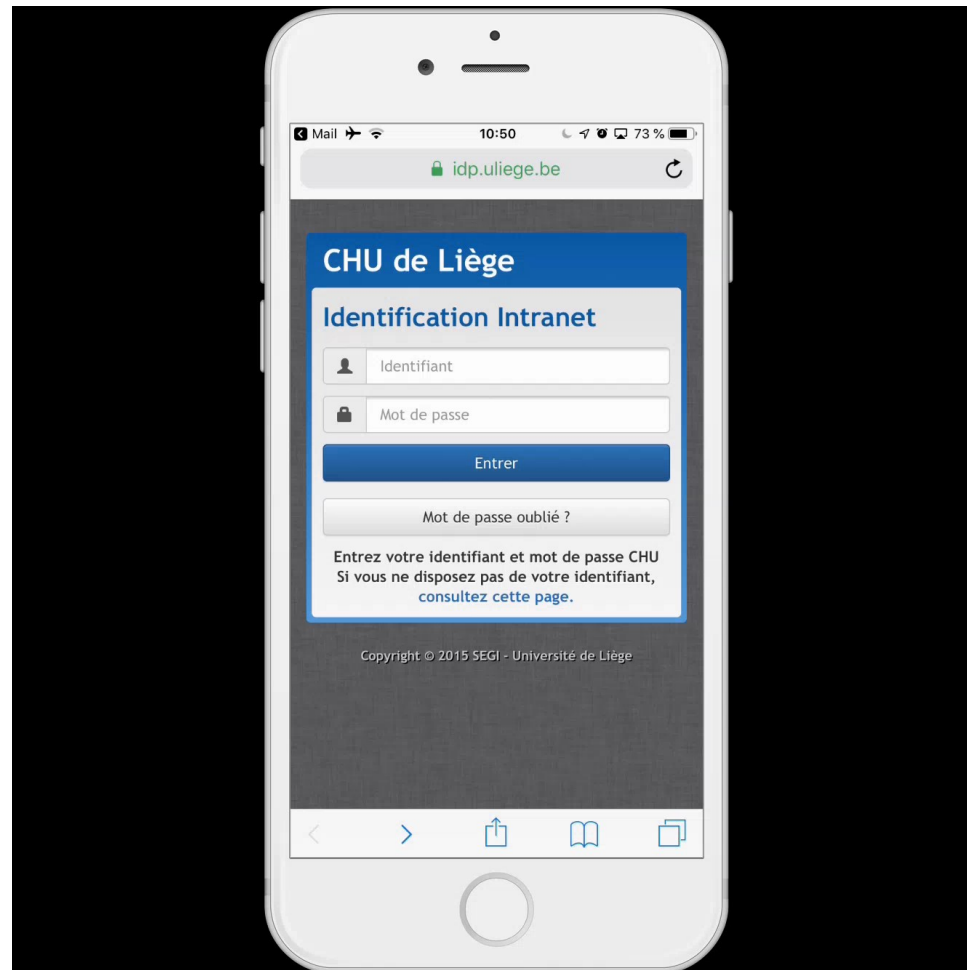 Mail 10:50 73 %
idp.uliege.be
CHU de Liège
Identification Intranet
Identifiant
Mot de passe
Entrer
Mot de passe oublié ?
Entrez votre identifiant et mot de passe CHU
Si vous ne disposez pas de votre identifiant,
consultez cette page.
Copyright © 2015 SEGI - Université de Liège